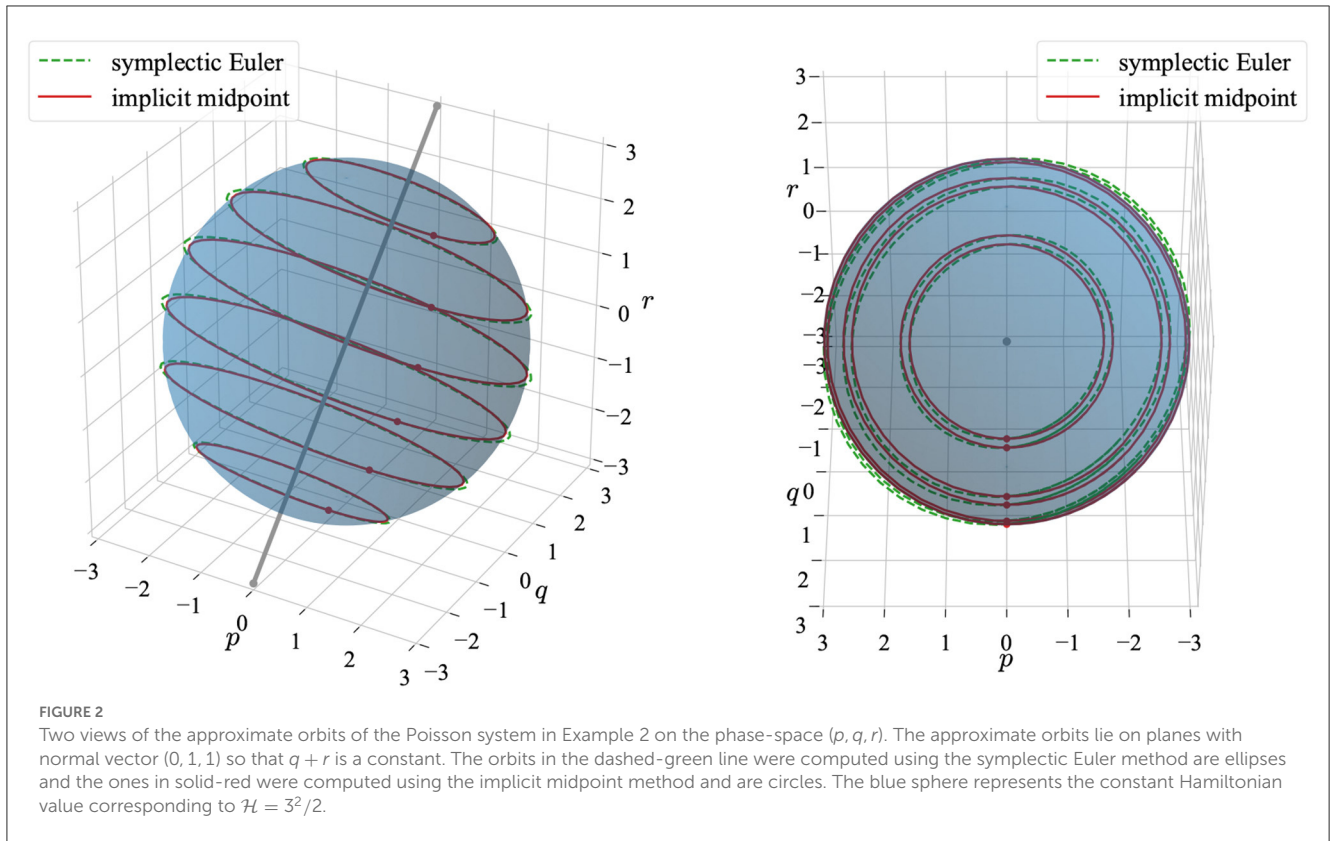 symplectic Euler
implicit midpoint
3
2
1
0
−1
−2
−3
r
3
2
1
0
−1
−2
−3
q
−3
−2
−1
0
1
2
3
p
symplectic Euler
implicit midpoint
3
2
1
r
0
−1
−2
−3
−3
−2
−1
q 0
1
2
3
3
2
1
0
−1
−2
−3
p
FIGURE 2
Two views of the approximate orbits of the Poisson system in Example 2 on the phase-space (p, q, r). The approximate orbits lie on planes with
normal vector (0, 1, 1) so that q + r is a constant. The orbits in the dashed-green line were computed using the symplectic Euler method are ellipses
and the ones in solid-red were computed using the implicit midpoint method and are circles. The blue sphere represents the constant Hamiltonian
value corresponding to ℋ = 3²/2.